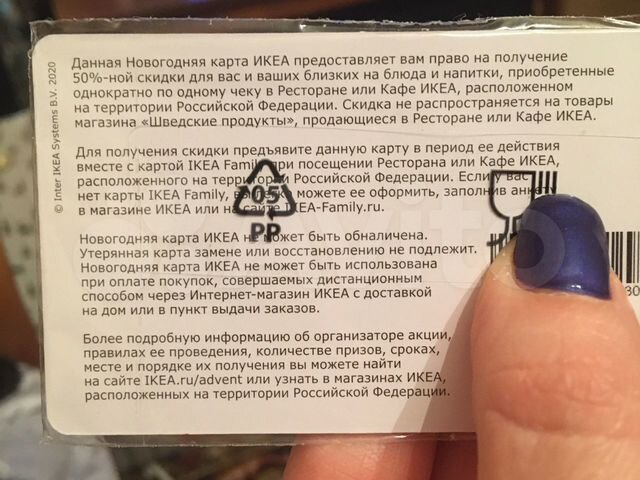 Данная Новогодняя карта ИКЕА предоставляет вам право на получение
50%-ной скидки для вас и ваших близких на блюда и напитки, приобретенные
однократно по одному чеку в Ресторане или Кафе ИКЕА, расположенном
на территории Российской Федерации. Скидка не распространяется на товары
магазина «Шведские продукты», продающиеся в Ресторане или Кафе ИКЕА.
Для получения скидки предъявите данную карту в период ее действия
вместе с картой IKEA Family при посещении Ресторана или Кафе ИКЕА,
расположенного на территории Российской Федерации. Если у вас
нет карты IKEA Family, вы можете ее оформить, заполнив анкету
в магазине ИКЕА или на сайте IKEA-Family.ru.
Новогодняя карта ИКЕА не может быть обналичена.
Утерянная карта замене или восстановлению не подлежит.
Новогодняя карта ИКЕА не может быть использована
при оплате покупок, совершаемых дистанционным
способом через Интернет-магазин ИКЕА с доставкой
на дом или в пункт выдачи заказов.
Более подробную информацию об организаторе акции,
правилах ее проведения, количестве призов, сроках,
месте и порядке их получения вы можете найти
на сайте IKEA.ru/advent или узнать в магазинах ИКЕА,
расположенных на территории Российской Федерации.
© Inter IKEA Systems B.V. 2020
05
PP
Avito